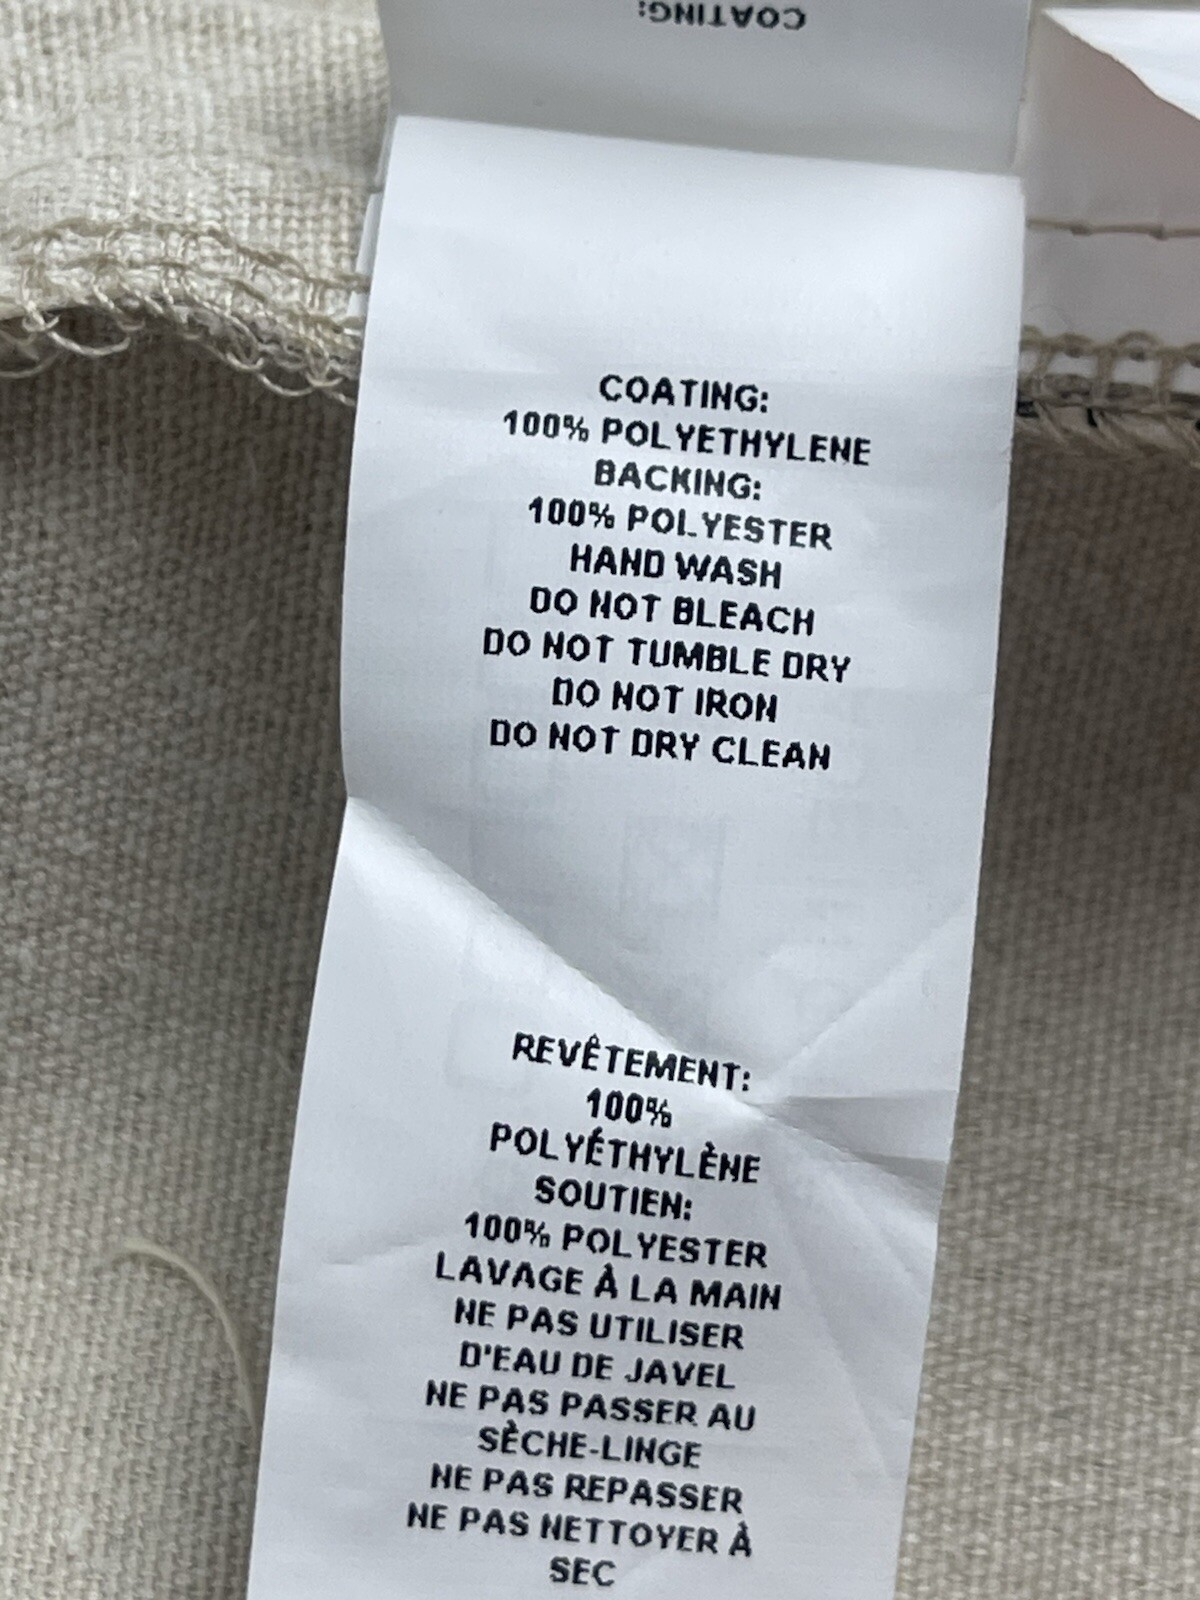 COATING:
COATING:
100% POLYETHYLENE
BACKING:
100% POLYESTER
HAND WASH
DO NOT BLEACH
DO NOT TUMBLE DRY
DO NOT IRON
DO NOT DRY CLEAN
REVÊTEMENT:
100%
POLYÉTHYLÈNE
SOUTIEN:
100% POLYESTER
LAVAGE À LA MAIN
NE PAS UTILISER
D'EAU DE JAVEL
NE PAS PASSER AU
SÈCHE-LINGE
NE PAS REPASSER
NE PAS NETTOYER À
SEC